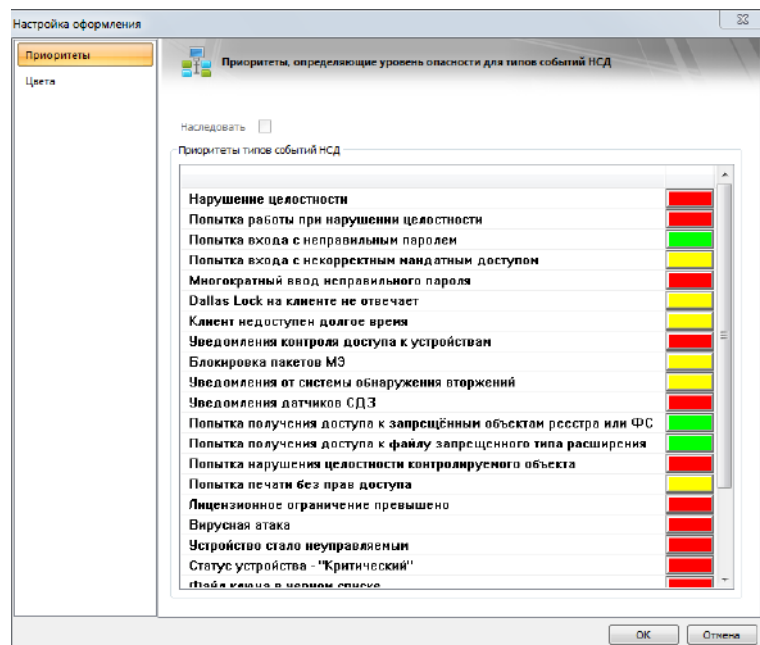 Настройка оформления
Приоритеты
Цвета
Приоритеты, определяющие уровень опасности для типов событий НСД
Наследовать
Приоритеты типов событий НСД
Нарушение целостности
Попытка работы при нарушении целостности
Попытка входа с неправильным паролем
Попытка входа с некорректным мандатным доступом
Многократный ввод неправильного пароля
Dallas Lock на клиенте не отвечает
Клиент недоступен долгое время
Уведомления контроля доступа к устройствам
Блокировка пакетов МЭ
Уведомления от системы обнаружения вторжений
Уведомления датчиков СДЗ
Попытка получения доступа к запрещённым объектам реестра или ФС
Попытка получения доступа к файлу запрещенного типа расширения
Попытка нарушения целостности контролируемого объекта
Попытка печати без прав доступа
Лицензионное ограничение превышено
Вирусная атака
Устройство стало неуправляемым
Статус устройства - "Критический"
Файл ключа в черном списке
ОК
Отмена